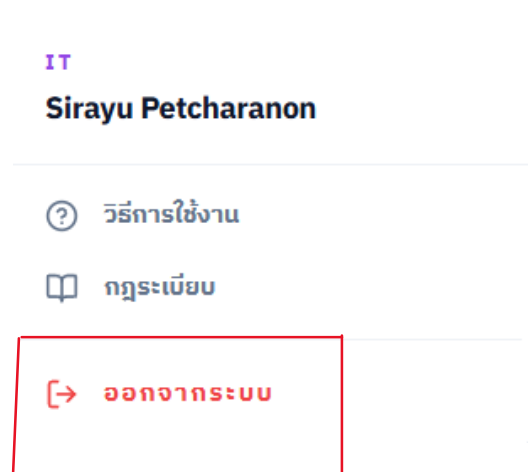 IT
Sirayu Petcharanon
วิธีการใช้งาน
กฎระเบียบ
ออกจากระบบ